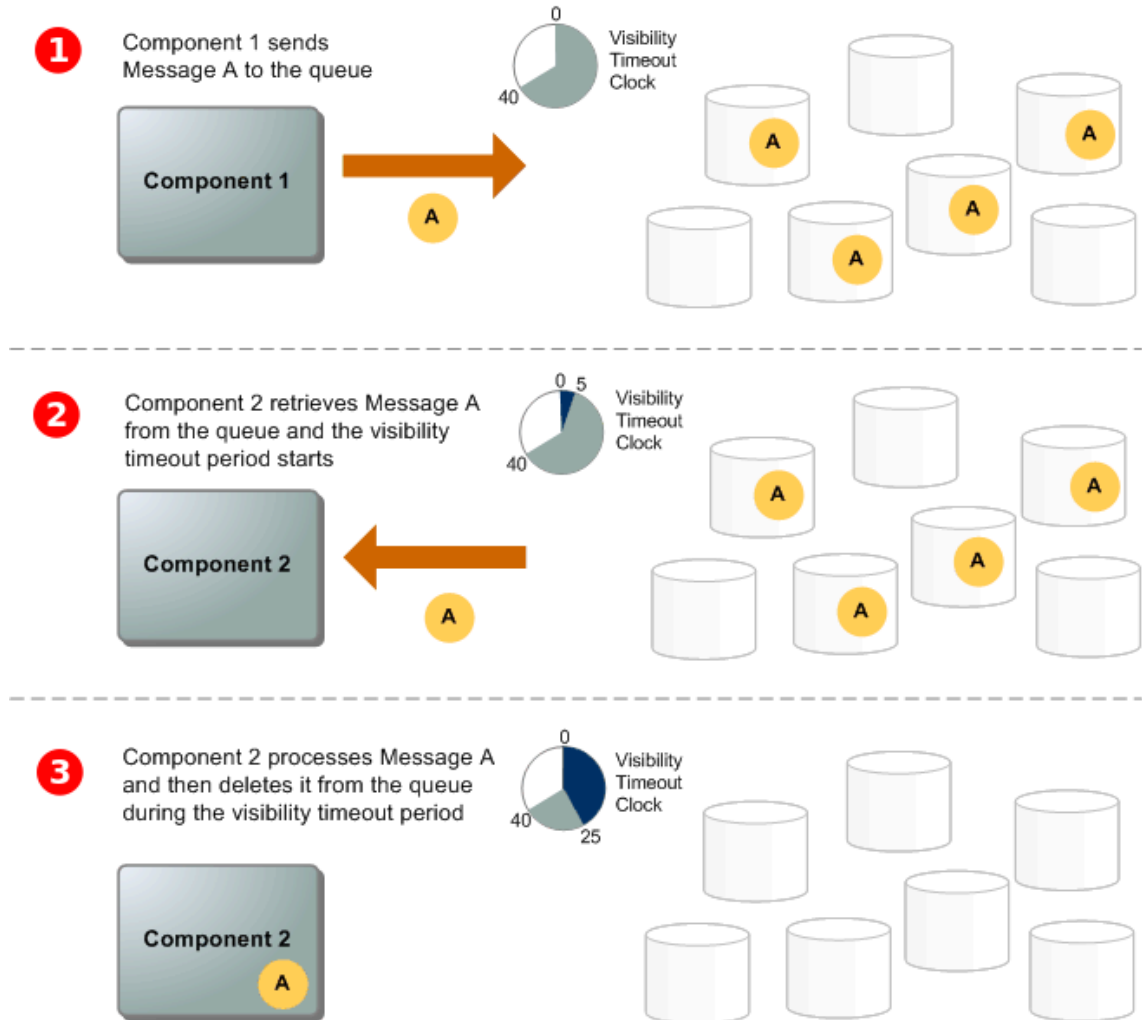 1
Component 1 sends
Message A to the queue
0
40
Visibility
Timeout
Clock
Component 1
A
A
A
A
A
2
Component 2 retrieves Message A
from the queue and the visibility
timeout period starts
0
5
40
Visibility
Timeout
Clock
Component 2
A
A
A
A
A
3
Component 2 processes Message A
and then deletes it from the queue
during the visibility timeout period
0
40
25
Visibility
Timeout
Clock
Component 2
A